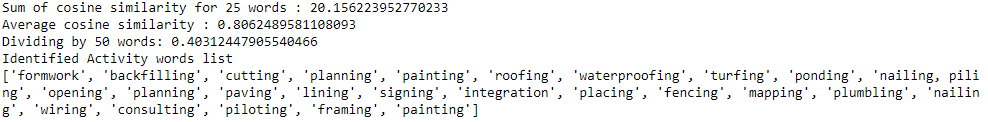 Sum of cosine similarity for 25 words : 20.156223952770233
Average cosine similarity : 0.8062489581108093
Dividing by 50 words: 0.40312447905540466
Identified Activity words list
['formwork', 'backfilling', 'cutting', 'planning', 'painting', 'roofing', 'waterproofing', 'turfing', 'ponding', 'nailing, pili
ng', 'opening', 'planning', 'paving', 'lining', 'signing', 'integration', 'placing', 'fencing', 'mapping', 'plumbling', 'nailin
g', 'wiring', 'consulting', 'piloting', 'framing', 'painting']